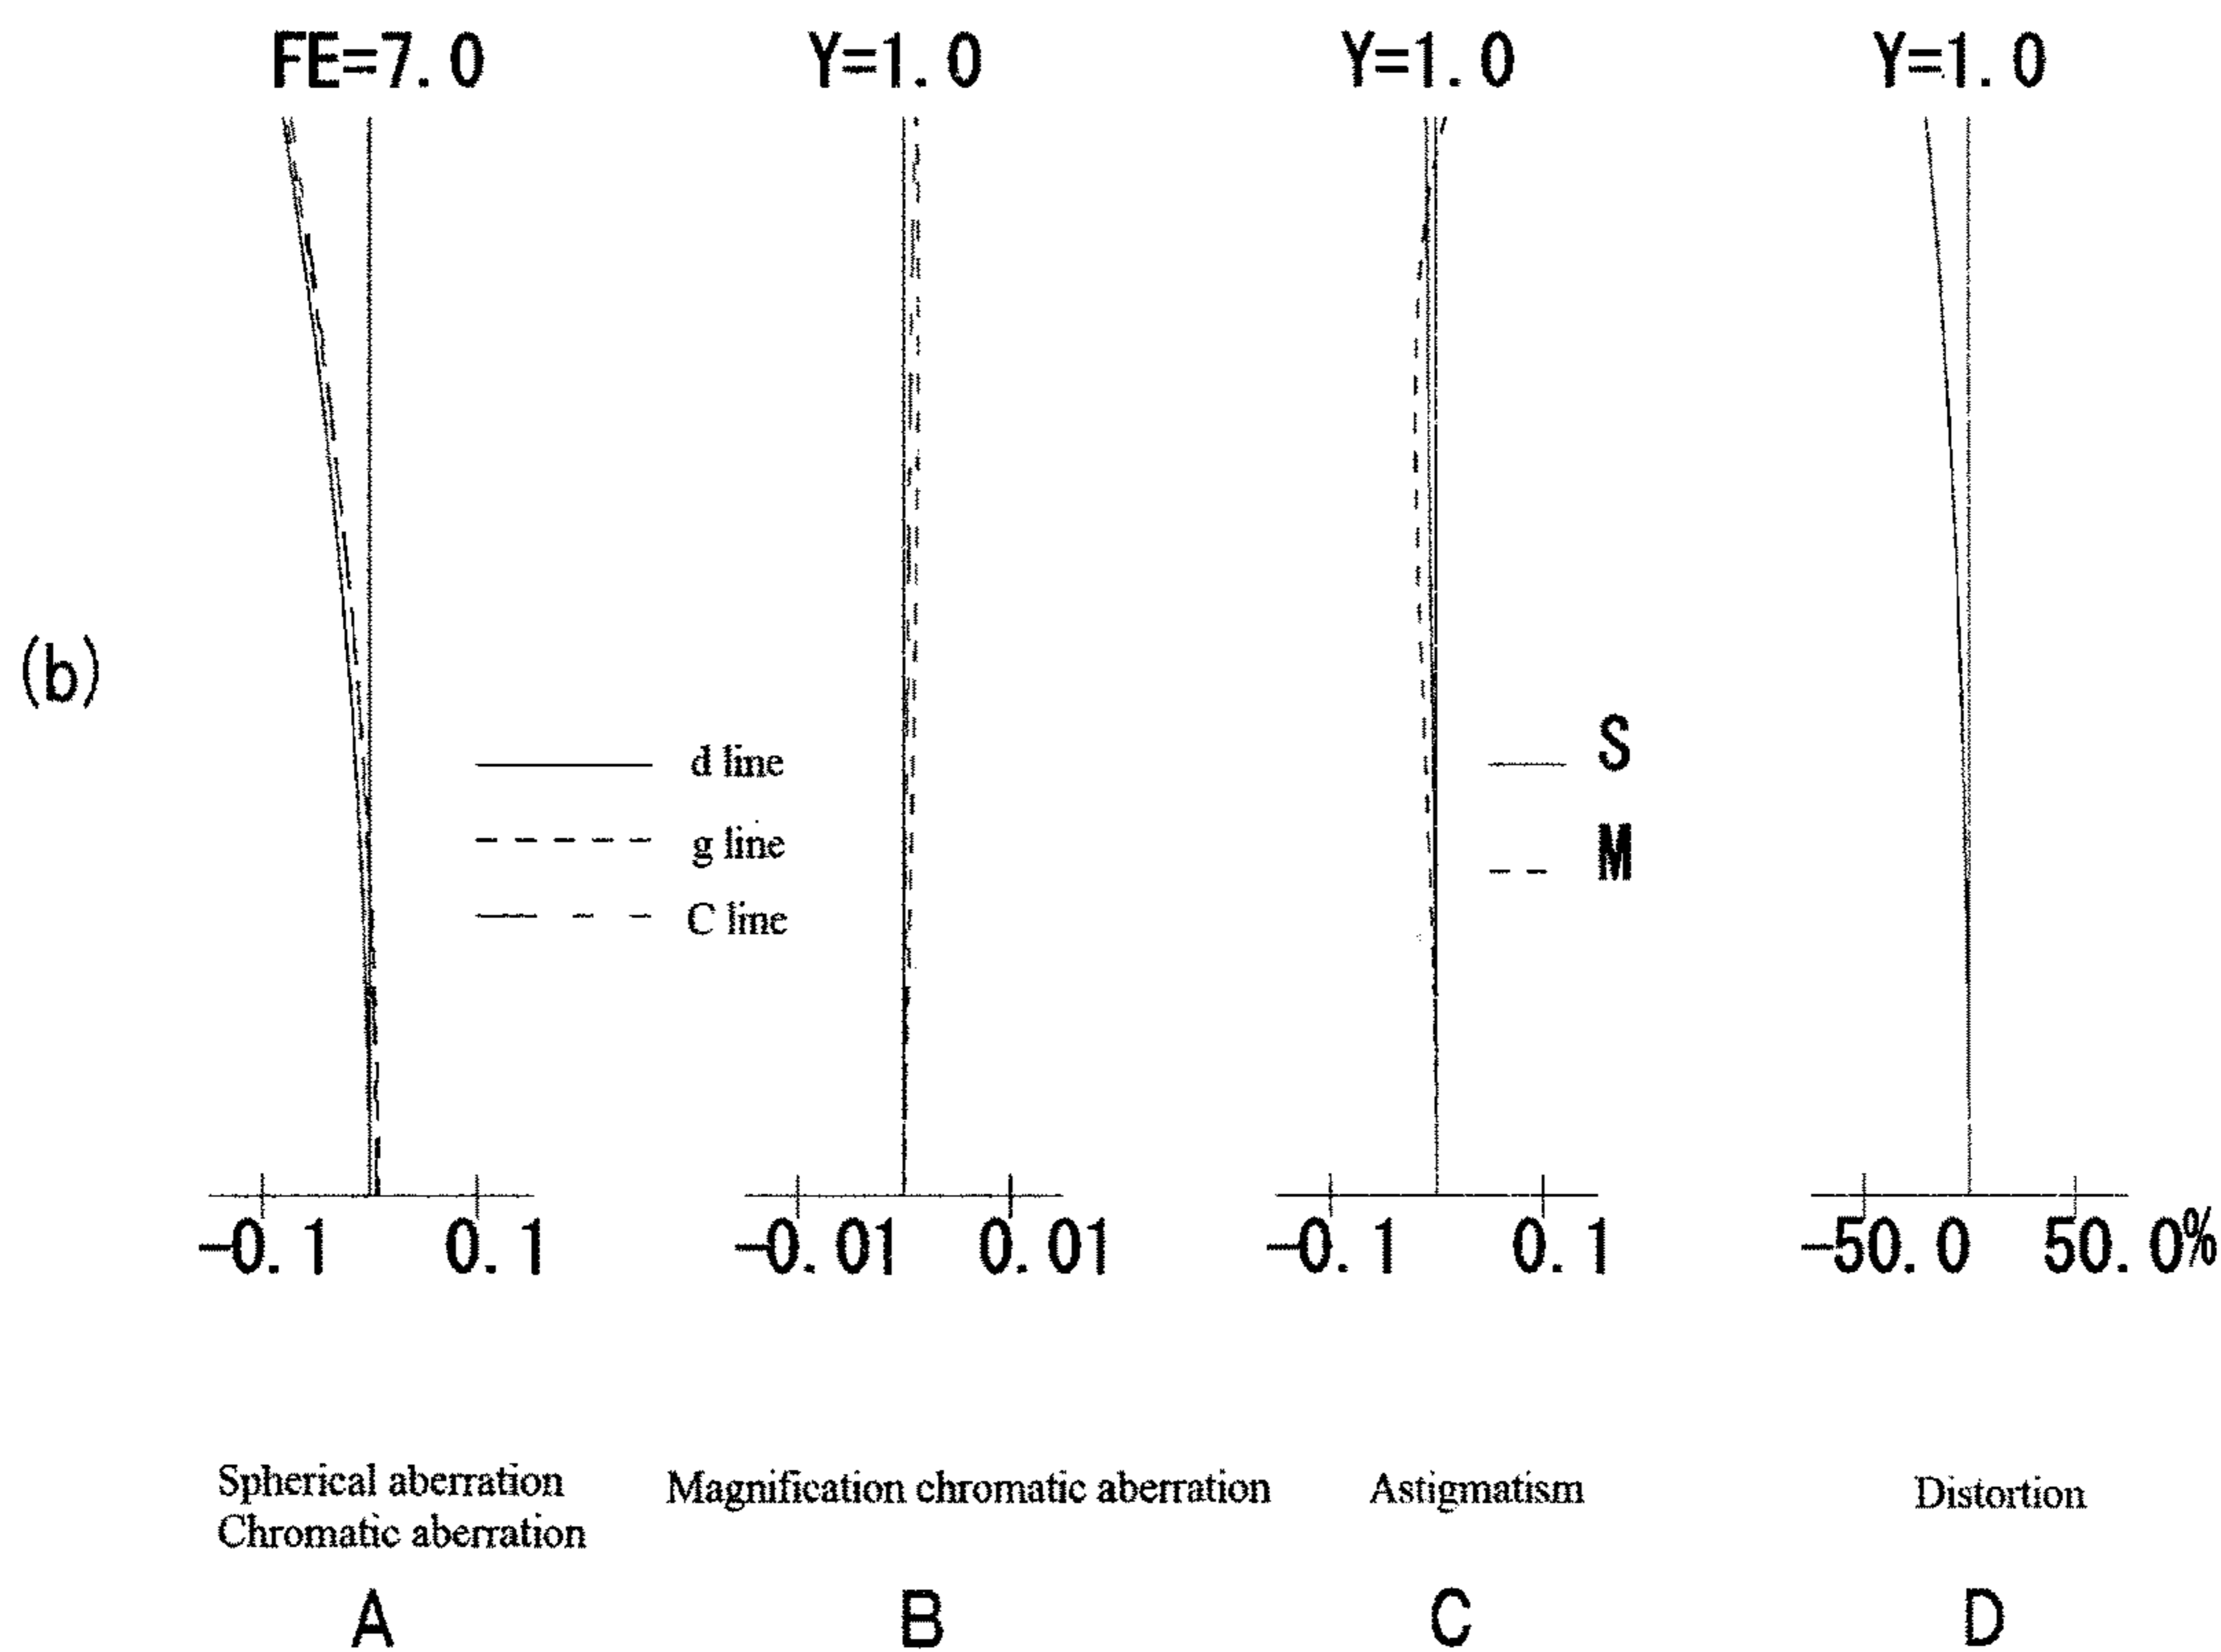 FE=7.0 Y=1.0 Y=1.0 Y=1.0
(b)
d line
g line
C line
S
M
-0.1 0.1 -0.01 0.01 -0.1 0.1 -50.0 50.0%
Spherical aberration
Chromatic aberration
Magnification chromatic aberration
Astigmatism
Distortion
A B C D